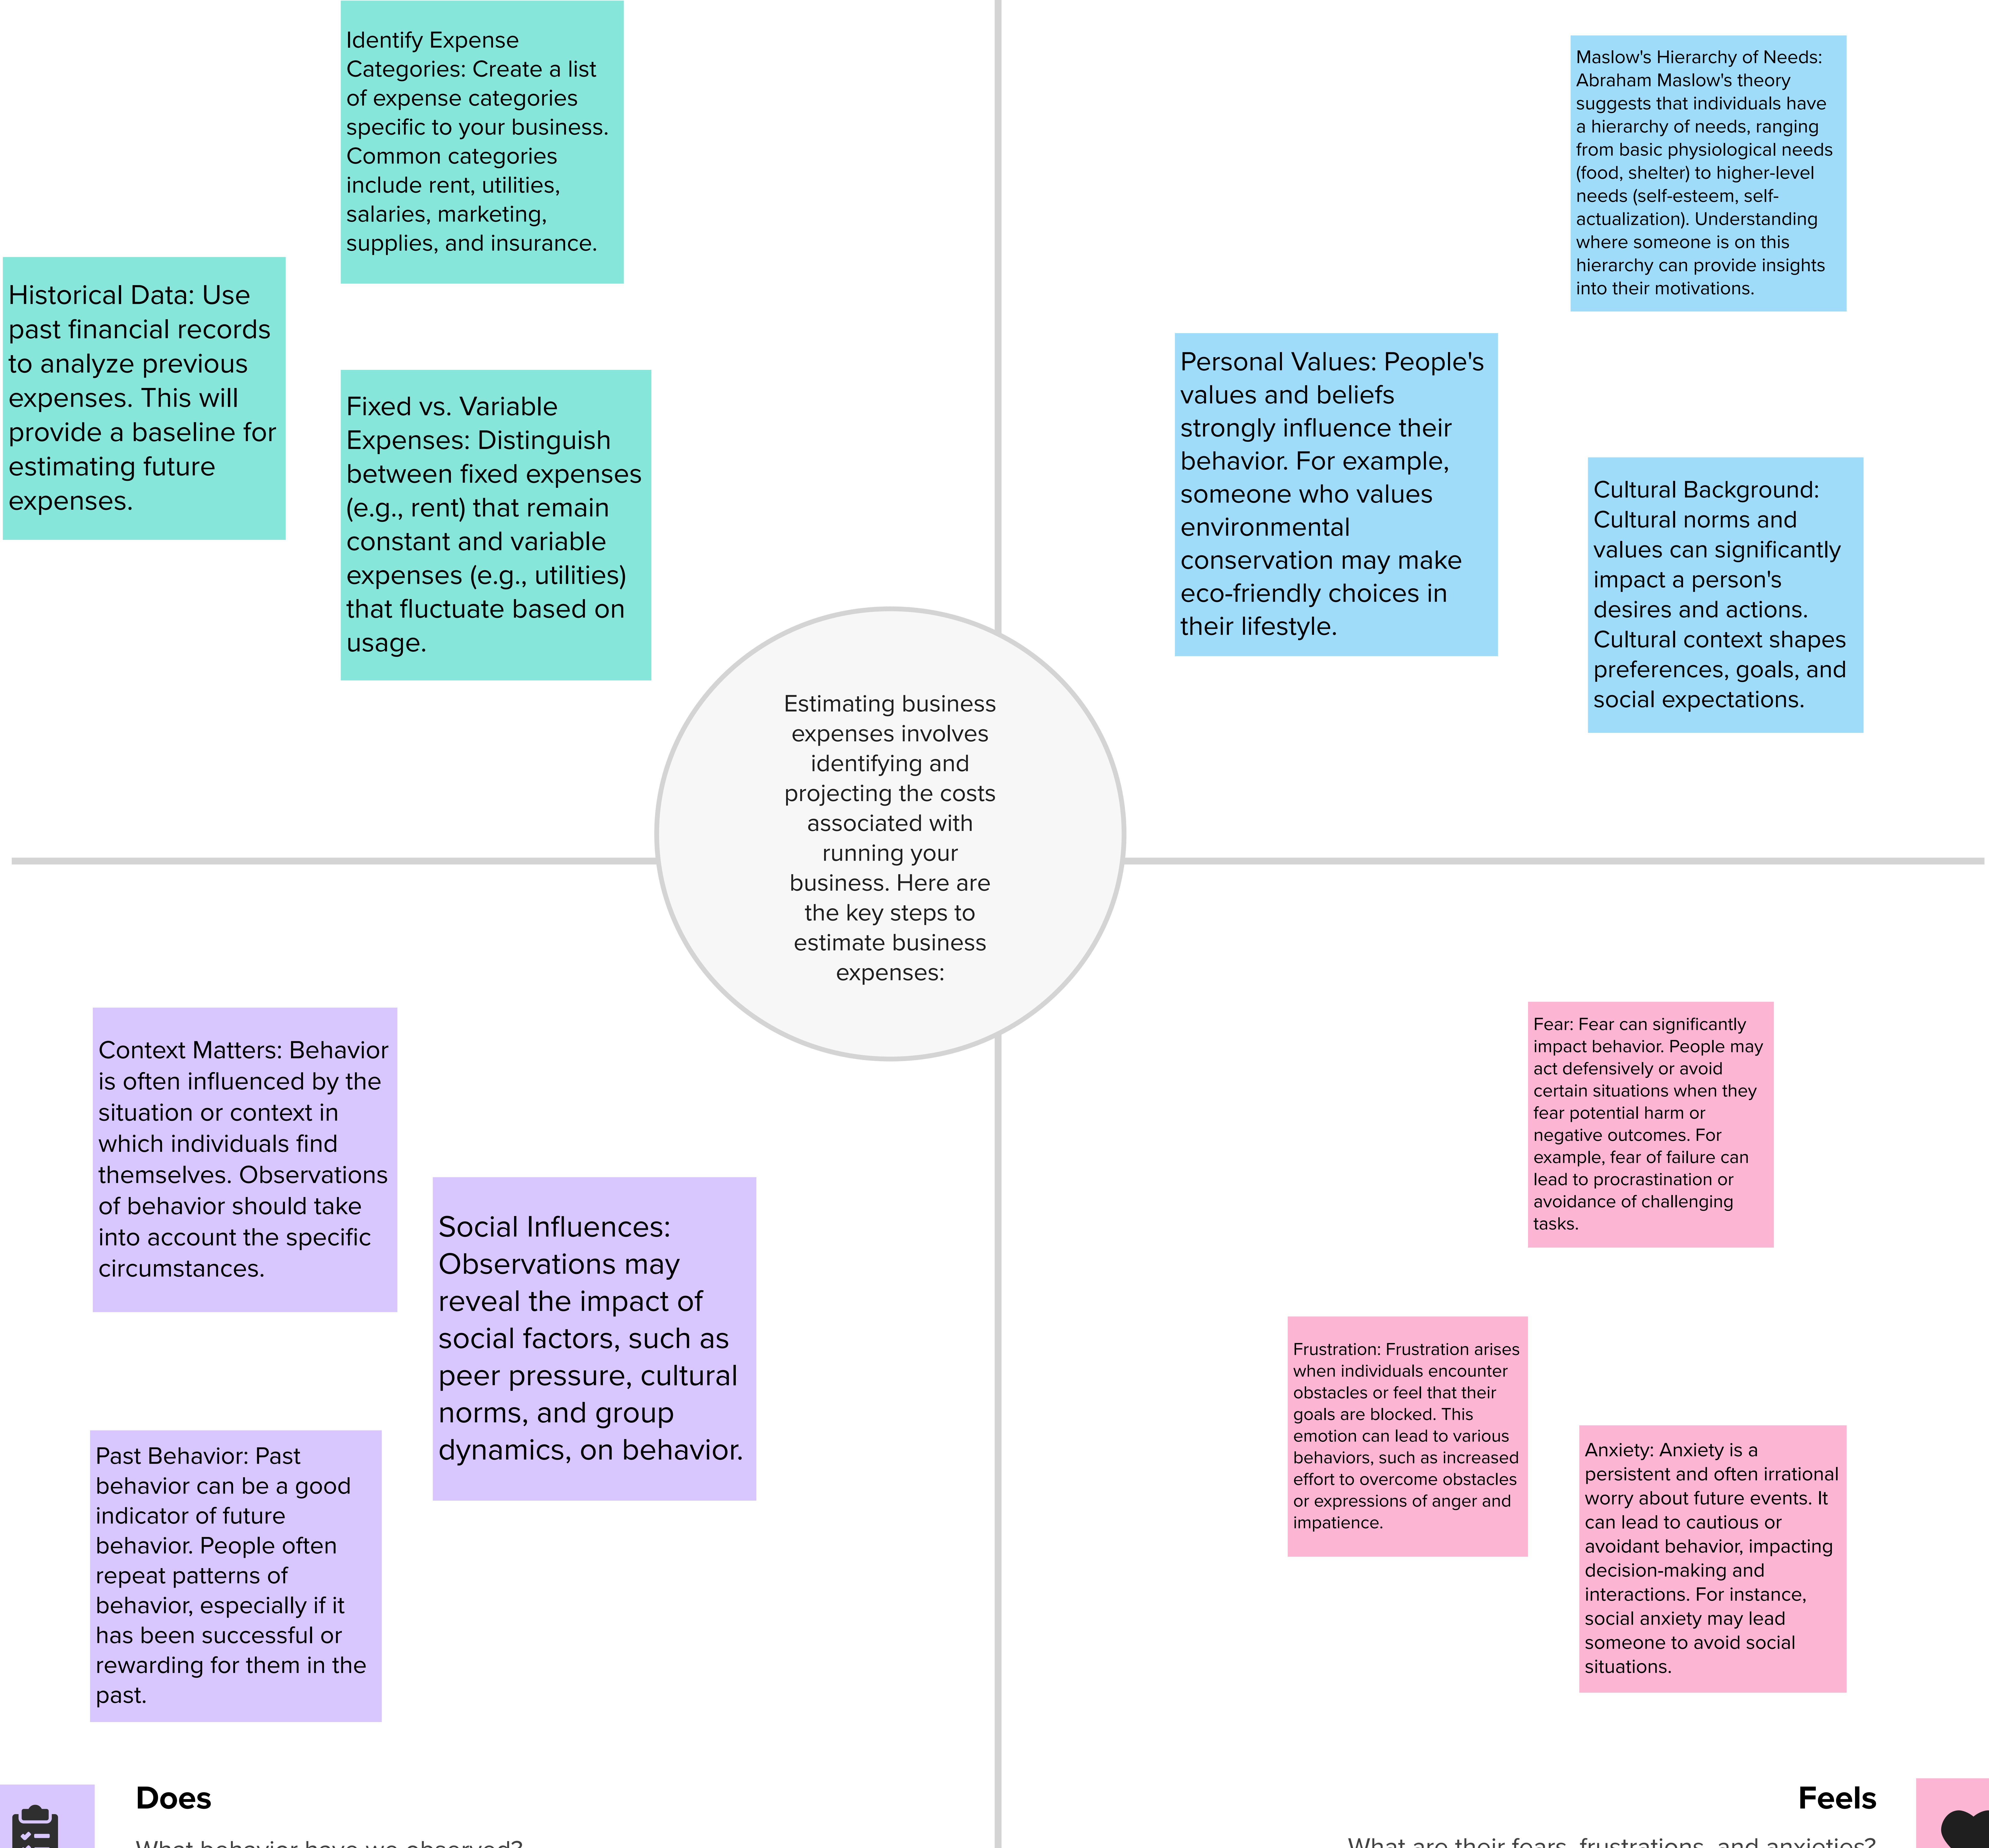 Identify Expense
Categories: Create a list
of expense categories
specific to your business.
Common categories
include rent, utilities,
salaries, marketing,
supplies, and insurance.
Historical Data: Use
past financial records
to analyze previous
expenses. This will
provide a baseline for
estimating future
expenses.
Fixed vs. Variable
Expenses: Distinguish
between fixed expenses
(e.g., rent) that remain
constant and variable
expenses (e.g., utilities)
that fluctuate based on
usage.
Maslow's Hierarchy of Needs:
Abraham Maslow's theory
suggests that individuals have
a hierarchy of needs, ranging
from basic physiological needs
(food, shelter) to higher-level
needs (self-esteem, self-
actualization). Understanding
where someone is on this
hierarchy can provide insights
into their motivations.
Personal Values: People's
values and beliefs
strongly influence their
behavior. For example,
someone who values
environmental
conservation may make
eco-friendly choices in
their lifestyle.
Cultural Background:
Cultural norms and
values can significantly
impact a person's
desires and actions.
Cultural context shapes
preferences, goals, and
social expectations.
Estimating business
expenses involves
identifying and
projecting the costs
associated with
running your
business. Here are
the key steps to
estimate business
expenses:
Context Matters: Behavior
is often influenced by the
situation or context in
which individuals find
themselves. Observations
of behavior should take
into account the specific
circumstances.
Social Influences:
Observations may
reveal the impact of
social factors, such as
peer pressure, cultural
norms, and group
dynamics, on behavior.
Past Behavior: Past
behavior can be a good
indicator of future
behavior. People often
repeat patterns of
behavior, especially if it
has been successful or
rewarding for them in the
past.
Fear: Fear can significantly
impact behavior. People may
act defensively or avoid
certain situations when they
fear potential harm or
negative outcomes. For
example, fear of failure can
lead to procrastination or
avoidance of challenging
tasks.
Frustration: Frustration arises
when individuals encounter
obstacles or feel that their
goals are blocked. This
emotion can lead to various
behaviors, such as increased
effort to overcome obstacles
or expressions of anger and
impatience.
Anxiety: Anxiety is a
persistent and often irrational
worry about future events. It
can lead to cautious or
avoidant behavior, impacting
decision-making and
interactions. For instance,
social anxiety may lead
someone to avoid social
situations.
Does
What behavior have we observed?
Feels
What are their fears, frustrations, and anxieties?